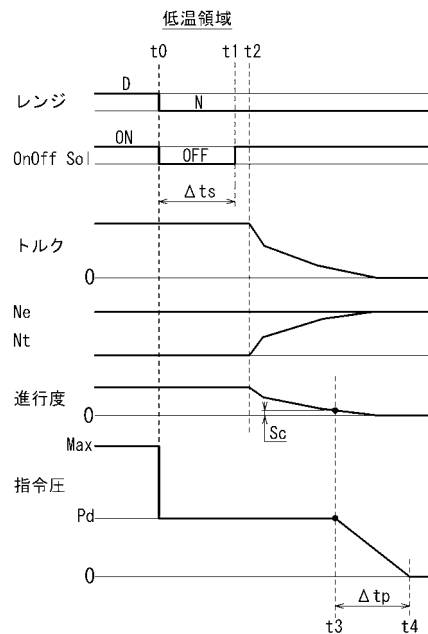 低温領域
t0 t1 t2
レンジ D N
OnOff Sol ON OFF
Δts
トルク
0
Ne
Nt
進行度
0
Sc
Max
指令圧
Pd
0
Δtp
t3 t4